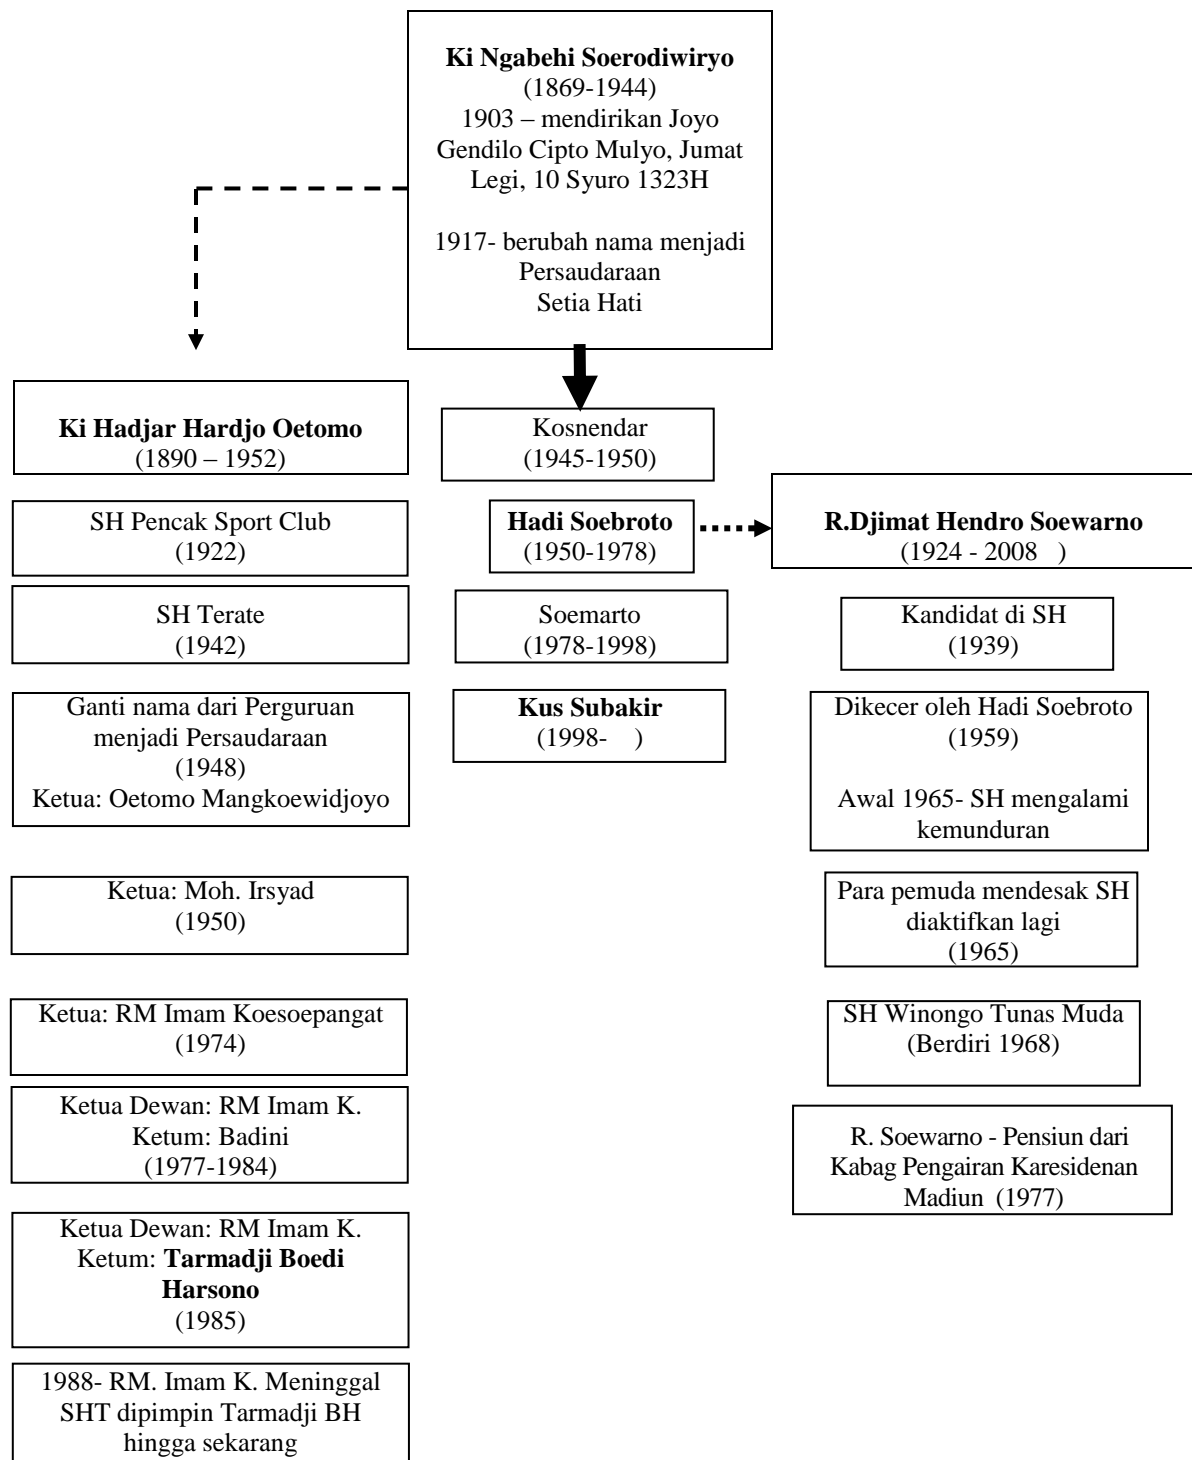 Ki Ngabehi Soerodiwiryo
(1869-1944)
1903 – mendirikan Joyo
Gendilo Cipto Mulyo, Jumat
Legi, 10 Syuro 1323H
1917- berubah nama menjadi
Persaudaraan
Setia Hati
Ki Hadjar Hardjo Oetomo
(1890 – 1952)
SH Pencak Sport Club
(1922)
SH Terate
(1942)
Ganti nama dari Perguruan
menjadi Persaudaraan
(1948)
Ketua: Oetomo Mangkoewidjoyo
Ketua: Moh. Irsyad
(1950)
Ketua: RM Imam Koesoepangat
(1974)
Ketua Dewan: RM Imam K.
Ketum: Badini
(1977-1984)
Ketua Dewan: RM Imam K.
Ketum: Tarmadji Boedi
Harsono
(1985)
1988- RM. Imam K. Meninggal
SHT dipimpin Tarmadji BH
hingga sekarang
Kosnendar
(1945-1950)
Hadi Soebroto
(1950-1978)
Soemarto
(1978-1998)
Kus Subakir
(1998- )
R.Djimat Hendro Soewarno
(1924 - 2008 )
Kandidat di SH
(1939)
Dikecer oleh Hadi Soebroto
(1959)
Awal 1965- SH mengalami
kemunduran
Para pemuda mendesak SH
diaktifkan lagi
(1965)
SH Winongo Tunas Muda
(Berdiri 1968)
R. Soewarno - Pensiun dari
Kabag Pengairan Karesidenan
Madiun (1977)